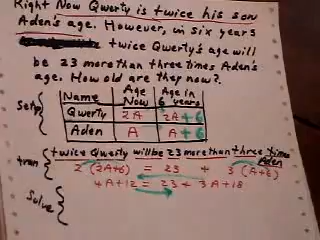 Right Now Qwerty is twice his son
Aden's age. However, in six years
twice Qwerty's age will
be 23 more than three times Aden's
age. How old are they now?
Setup
Name Age Now Age in 6 years
Qwerty 2A 2A+6
Aden A A+6
tran twice Qwerty will be 23 more than three times
Aden
2 (2A+6) = 23 + 3 (A+6)
4A+12 = 23 + 3A+18
Solve